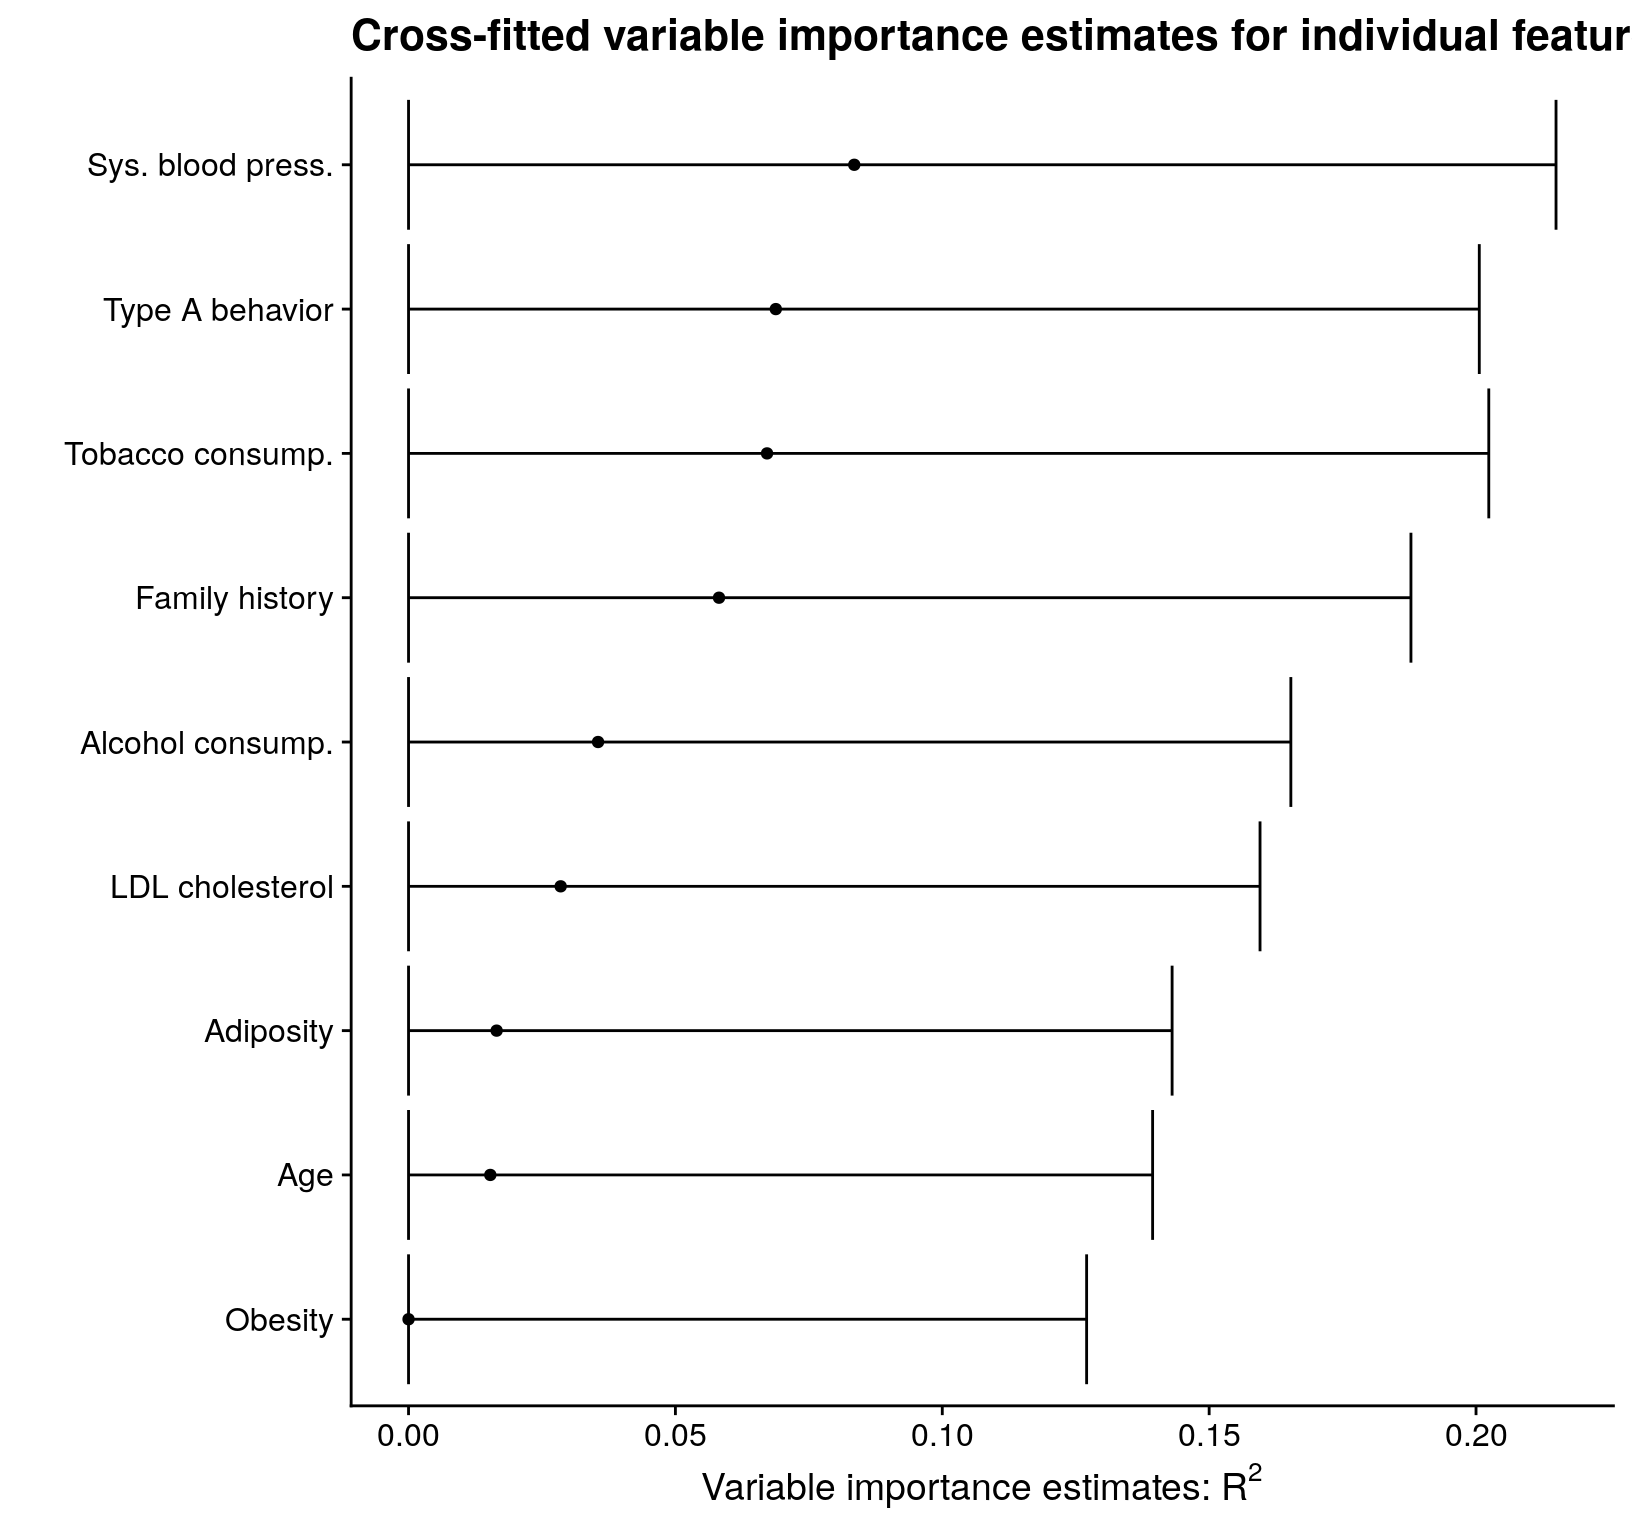 Cross-fitted variable importance estimates for individual featur
Sys. blood press.
Type A behavior
Tobacco consump.
Family history
Alcohol consump.
LDL cholesterol
Adiposity
Age
Obesity
0.00 0.05 0.10 0.15 0.20
Variable importance estimates: R²